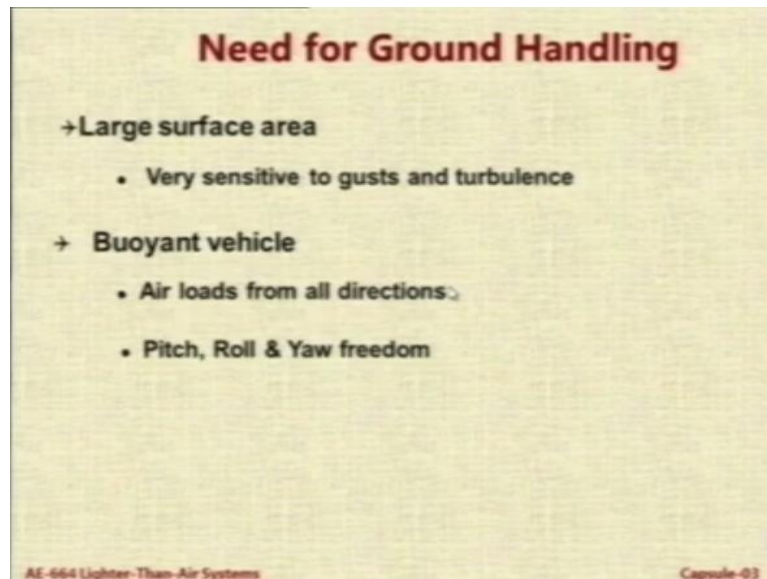 Need for Ground Handling
→Large surface area
• Very sensitive to gusts and turbulence
→ Buoyant vehicle
• Air loads from all directions
• Pitch, Roll & Yaw freedom
AE-664 Lighter-Than-Air Systems
Capsule-03